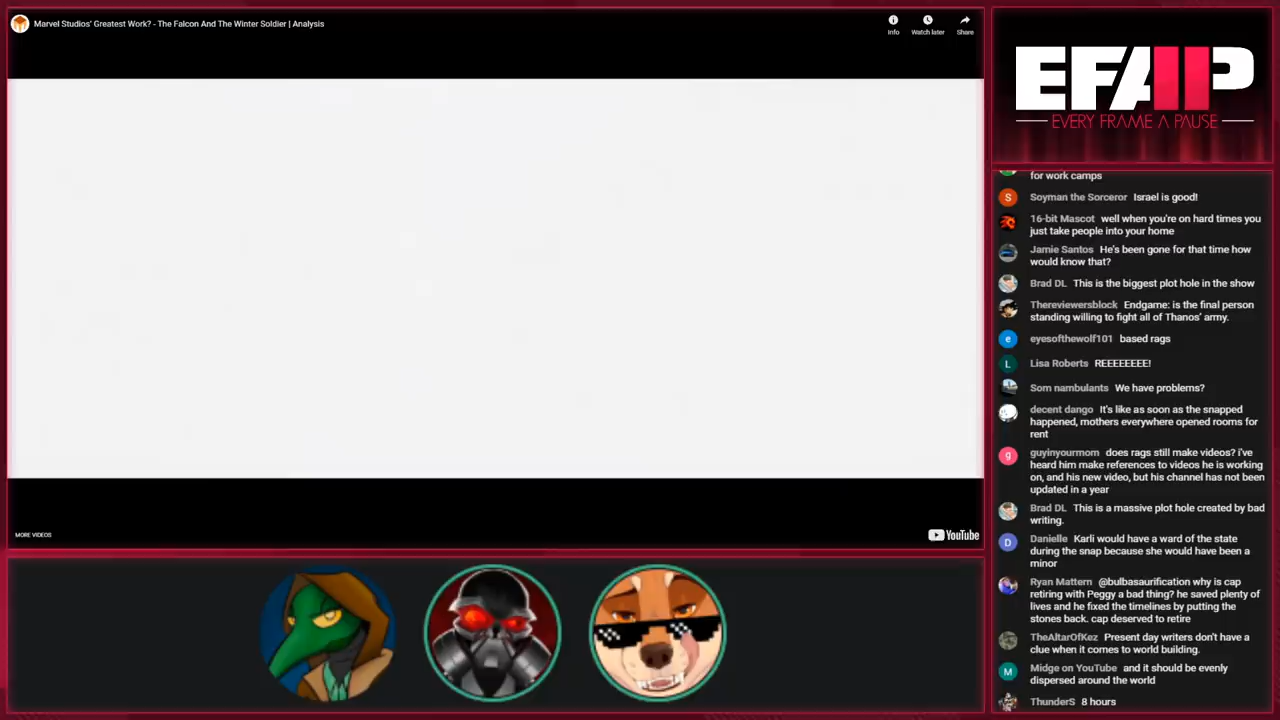 Marvel Studios' Greatest Work? - The Falcon And The Winter Soldier | Analysis
Info
Watch later
Share
MORE VIDEOS
YouTube
EFAP
EVERY FRAME A PAUSE
for work camps
S Soyman the Sorceror Israel is good!
16-bit Mascot well when you're on hard times you
just take people into your home
Jamie Santos He's been gone for that time how
would know that?
Brad DL This is the biggest plot hole in the show
Thereviewersblock Endgame: is the final person
standing willing to fight all of Thanos' army.
e eyesofthewolf101 based rags
L Lisa Roberts REEEEEEEE!
Som nambulants We have problems?
decent dango It's like as soon as the snapped
happened, mothers everywhere opened rooms for
rent
g guyinyourmom does rags still make videos? i've
heard him make references to videos he is working
on, and his new video, but his channel has not been
updated in a year
Brad DL This is a massive plot hole created by bad
writing.
D Danielle Karli would have a ward of the state
during the snap because she would have been a
minor
Ryan Mattern @bulbasaurification why is cap
retiring with Peggy a bad thing? he saved plenty of
lives and he fixed the timelines by putting the
stones back. cap deserved to retire
TheAltarOfKez Present day writers don't have a
clue when it comes to world building.
M Midge on YouTube and it should be evenly
dispersed around the world
ThunderS 8 hours